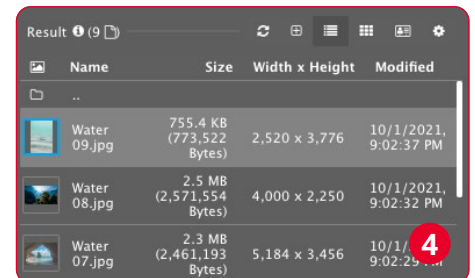 Result (9)
Name Size Width x Height Modified
..
Water 09.jpg 755.4 KB (773,522 Bytes) 2,520 x 3,776 10/1/2021, 9:02:37 PM
Water 08.jpg 2.5 MB (2,571,554 Bytes) 4,000 x 2,250 10/1/2021, 9:02:32 PM
Water 07.jpg 2.3 MB (2,461,193 Bytes) 5,184 x 3,456 10/1/ 9:02:29
4